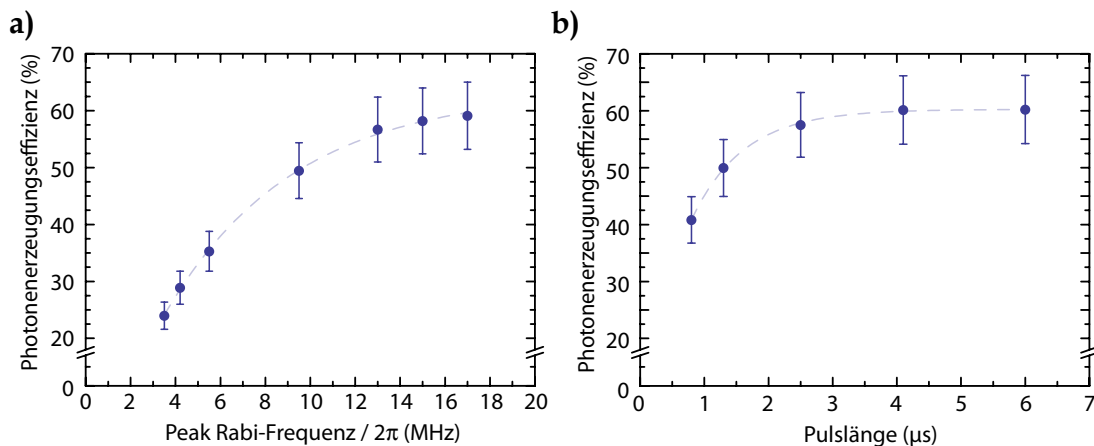 a)
Photonenerzeugungseffizienz (%)
70
60
50
40
30
20
0
0 2 4 6 8 10 12 14 16 18 20
Peak Rabi-Frequenz / 2π (MHz)
b)
Photonenerzeugungseffizienz (%)
70
60
50
40
30
20
0
0 1 2 3 4 5 6 7
Pulslänge (µs)